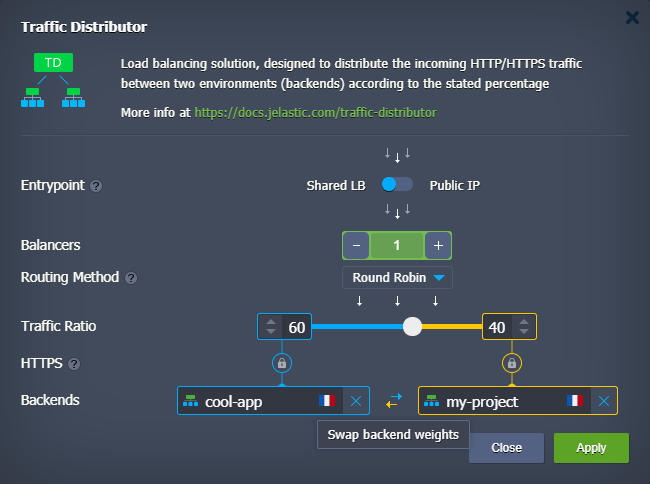 Traffic Distributor
TD
Load balancing solution, designed to distribute the incoming HTTP/HTTPS traffic
between two environments (backends) according to the stated percentage
More info at https://docs.jelastic.com/traffic-distributor
Entrypoint ? Shared LB Public IP
Balancers - 1 +
Routing Method ? Round Robin
Traffic Ratio 60 40
HTTPS ?
Backends cool-app my-project
Swap backend weights
Close Apply